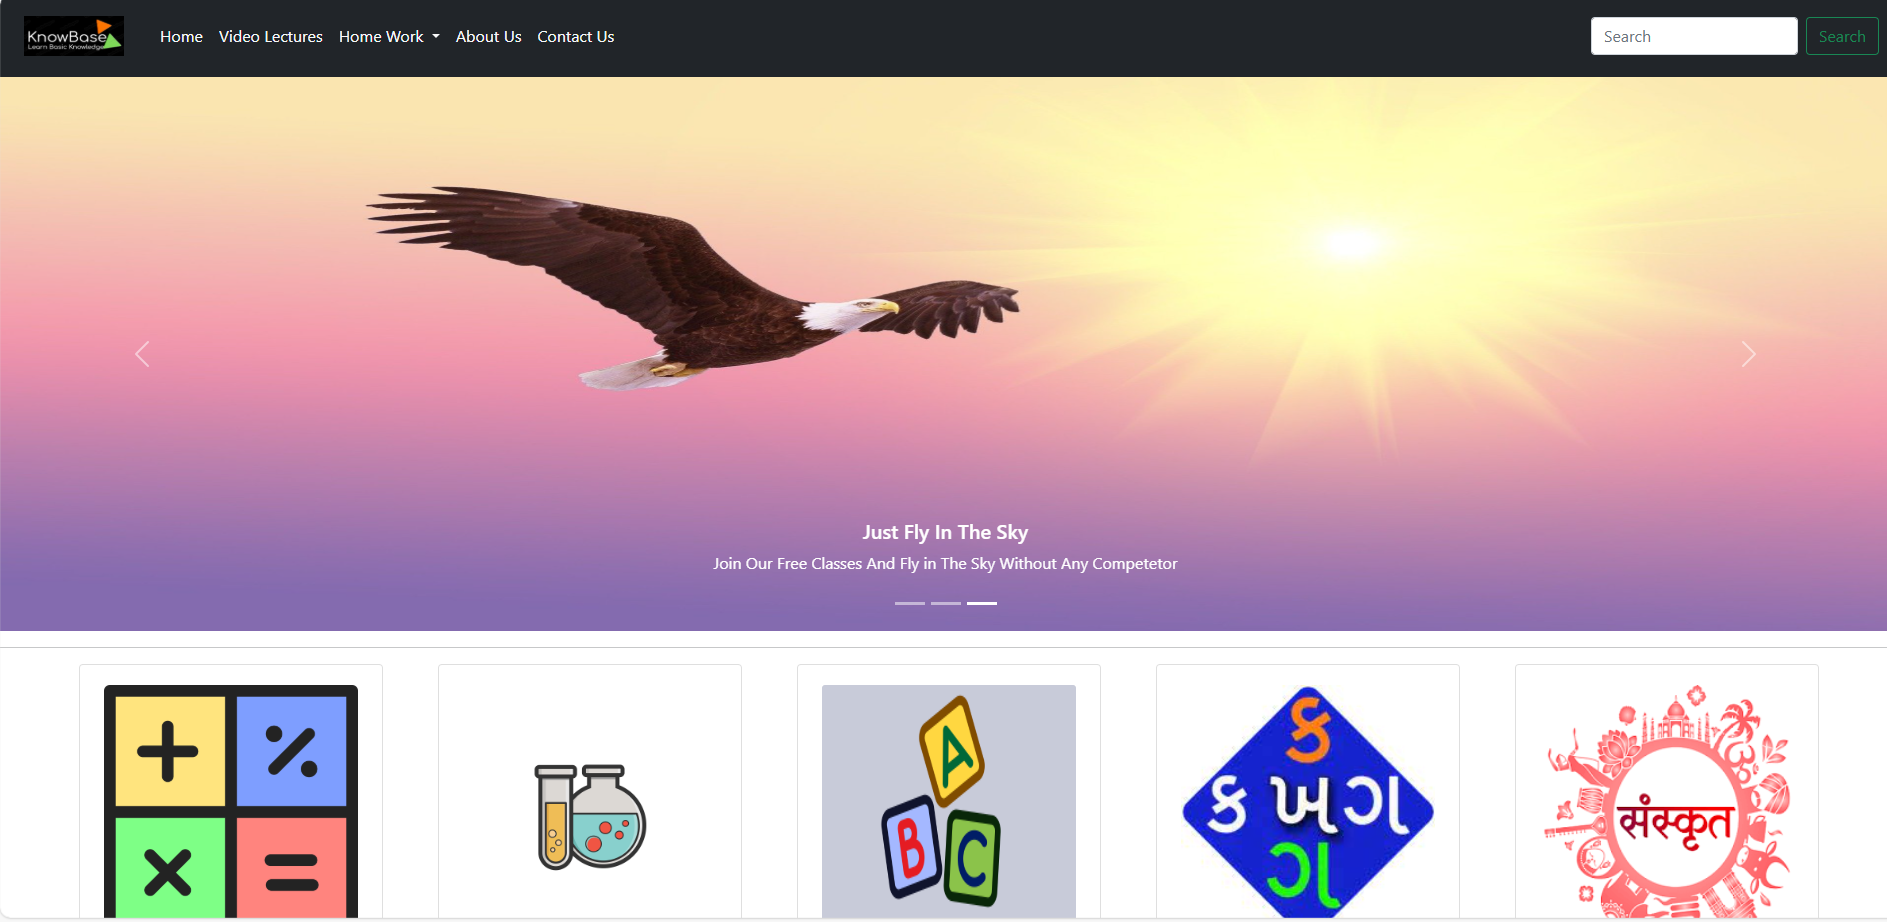 KnowBase
Learn Basic Knowledge
Home
Video Lectures
Home Work
About Us
Contact Us
Search
Search
Just Fly In The Sky
Join Our Free Classes And Fly in The Sky Without Any Competetor
A
B
C
ક
ક ખ ગ
ગ
संस्कृत